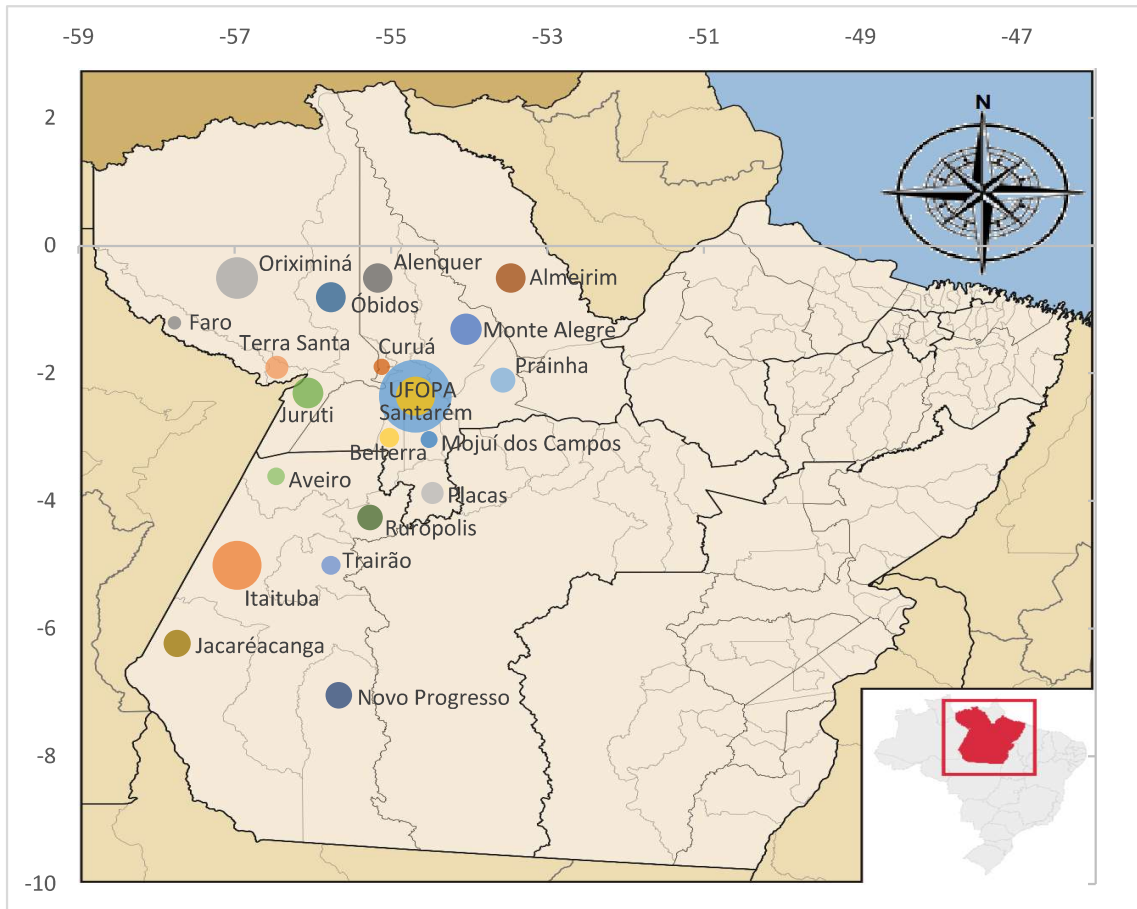 -59 -57 -55 -53 -51 -49 -47
2
N
0
Oriximiná
Alenquer
Almeirim
Óbidos
Faro
Monte Alegre
Terra Santa
Curuá
Prainha
-2
UFOPA
Santarém
Juruti
Mojuí dos Campos
Belterra
Aveiro
-4
Placas
Rurópolis
Trairão
Itaituba
-6
Jacaréacanga
Novo Progresso
-8
-10